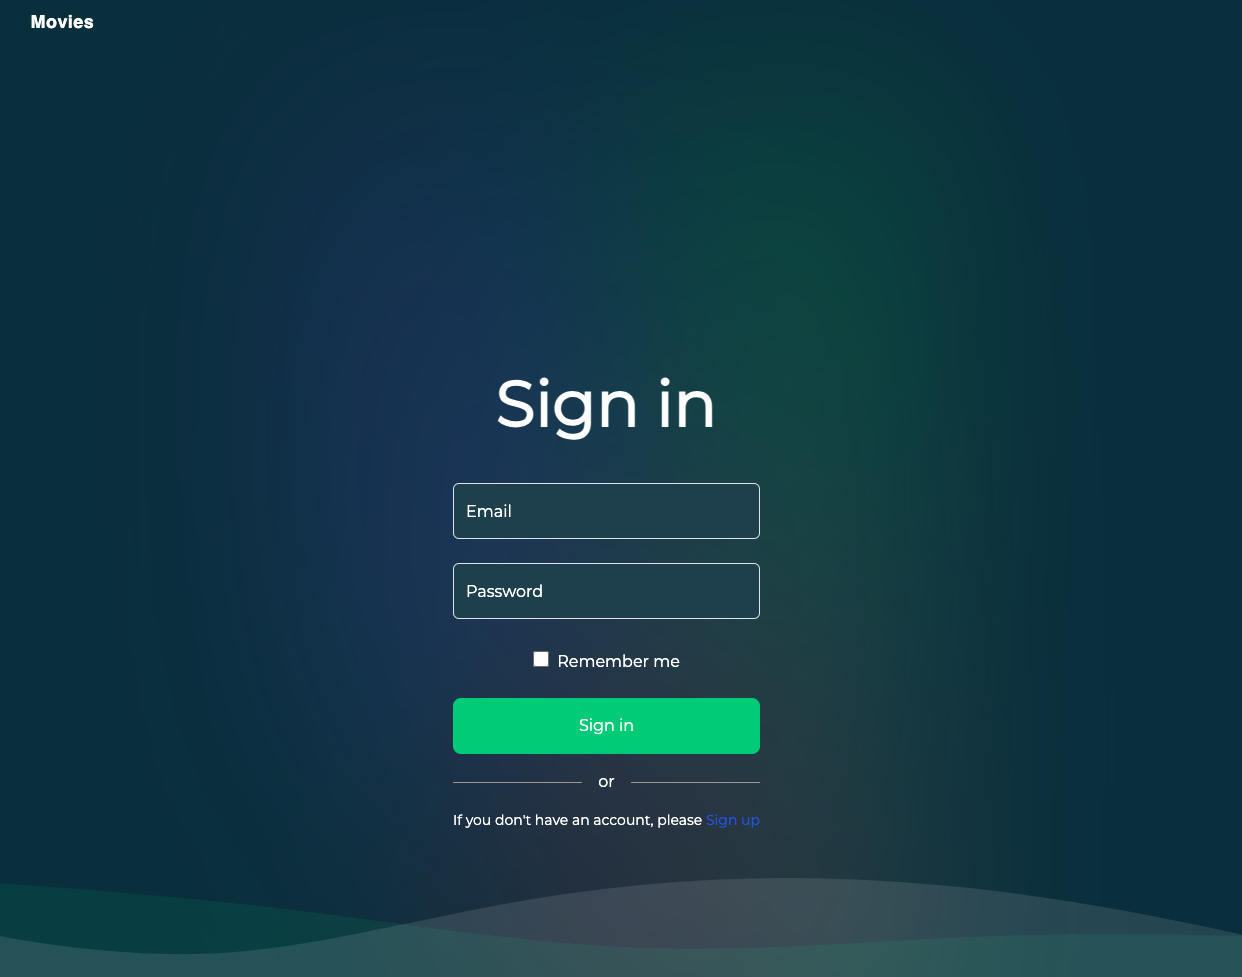 Movies
Sign in
Email
Password
Remember me
Sign in
or
If you don't have an account, please Sign up